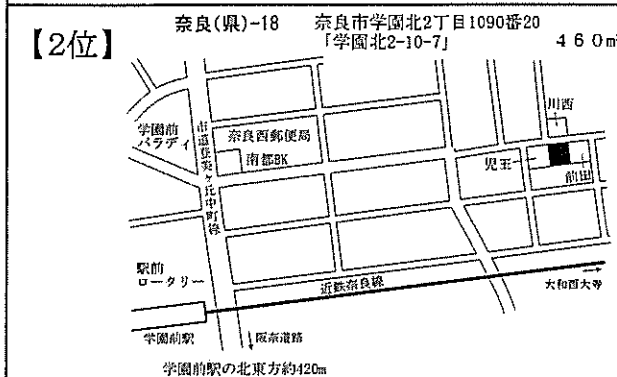 【2位】
奈良(県)-18 奈良市学園北2丁目1090番20
「学園北2-10-7」 460㎡
川西
学園前
パラディ
市道登美ヶ丘中町線
奈良西郵便局
南都BK
児玉
前田
駅前
ロータリー
近鉄奈良線
大和西大寺
学園前駅
阪奈道路
学園前駅の北東方約420m